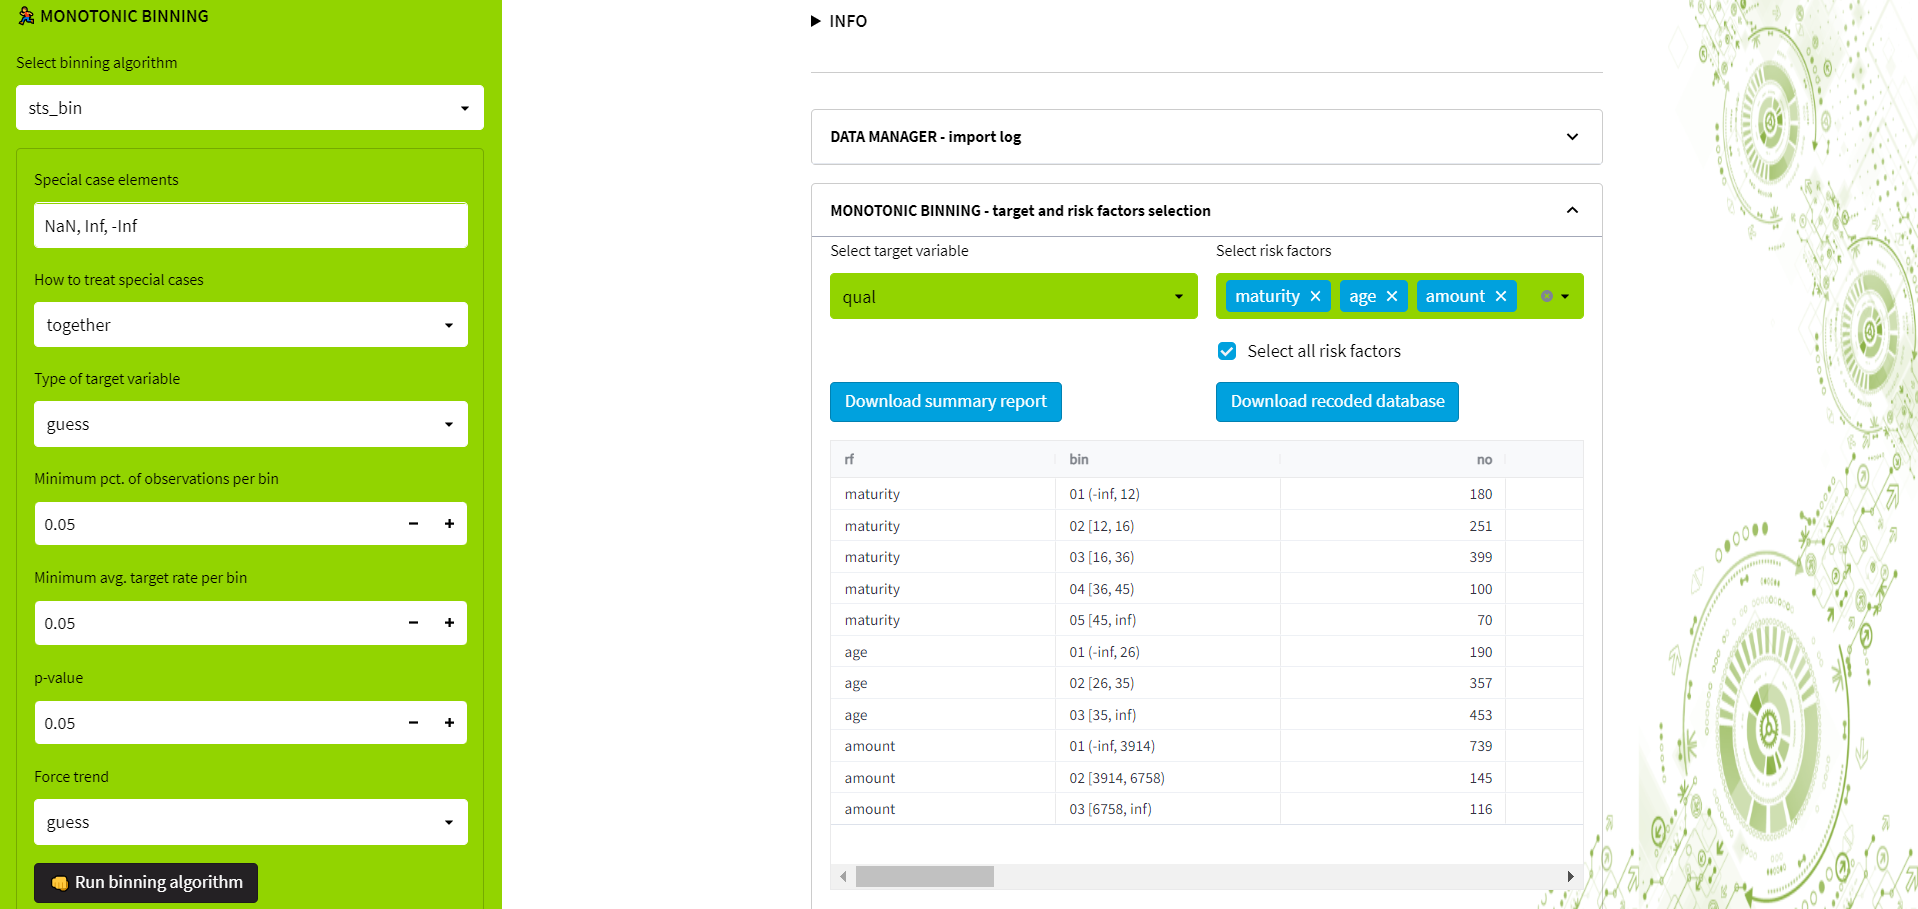 MONOTONIC BINNING
Select binning algorithm
sts_bin
Special case elements
NaN, Inf, -Inf
How to treat special cases
together
Type of target variable
guess
Minimum pct. of observations per bin
0.05
Minimum avg. target rate per bin
0.05
p-value
0.05
Force trend
guess
Run binning algorithm
INFO
DATA MANAGER - import log
MONOTONIC BINNING - target and risk factors selection
Select target variable Select risk factors
qual maturity age amount
Select all risk factors
Download summary report Download recoded database
rf bin no
maturity 01 (-inf, 12) 180
maturity 02 [12, 16) 251
maturity 03 [16, 36) 399
maturity 04 [36, 45) 100
maturity 05 [45, inf) 70
age 01 (-inf, 26) 190
age 02 [26, 35) 357
age 03 [35, inf) 453
amount 01 (-inf, 3914) 739
amount 02 [3914, 6758) 145
amount 03 [6758, inf) 116